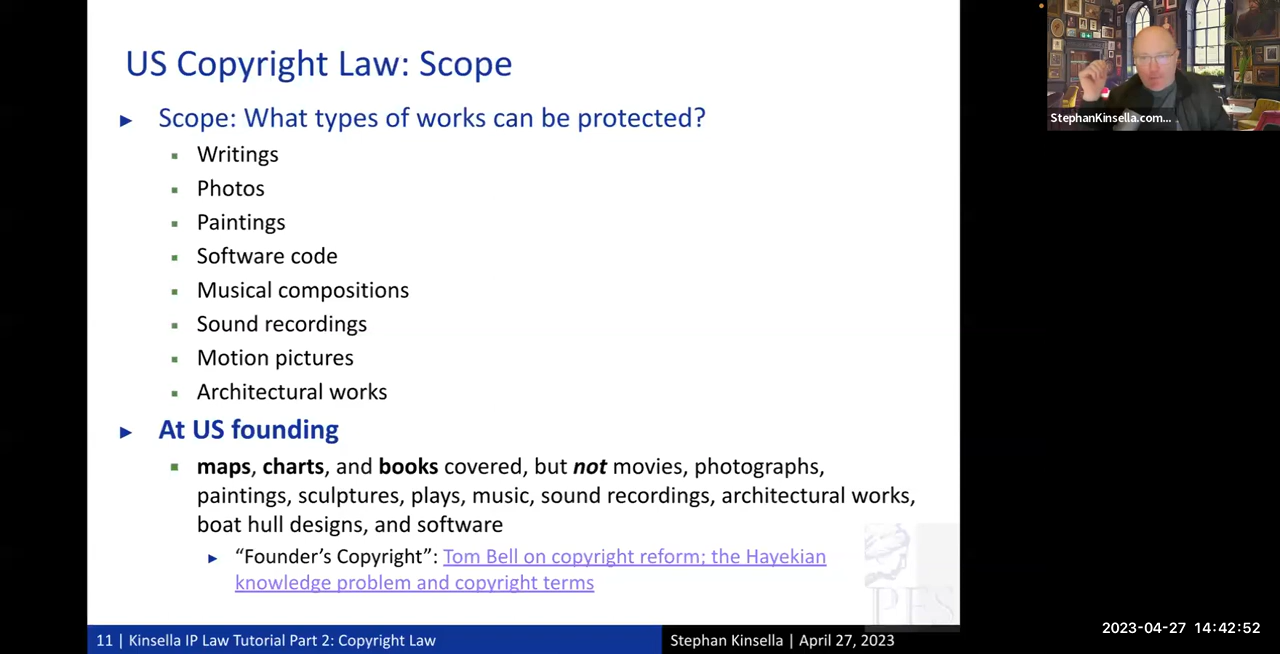 US Copyright Law: Scope
► Scope: What types of works can be protected?
▪ Writings
▪ Photos
▪ Paintings
▪ Software code
▪ Musical compositions
▪ Sound recordings
▪ Motion pictures
▪ Architectural works
► At US founding
▪ maps, charts, and books covered, but not movies, photographs,
paintings, sculptures, plays, music, sound recordings, architectural works,
boat hull designs, and software
► “Founder’s Copyright”: Tom Bell on copyright reform; the Hayekian
knowledge problem and copyright terms
PFS
11 | Kinsella IP Law Tutorial Part 2: Copyright Law
Stephan Kinsella | April 27, 2023
StephanKinsella.com...
2023-04-27 14:42:52